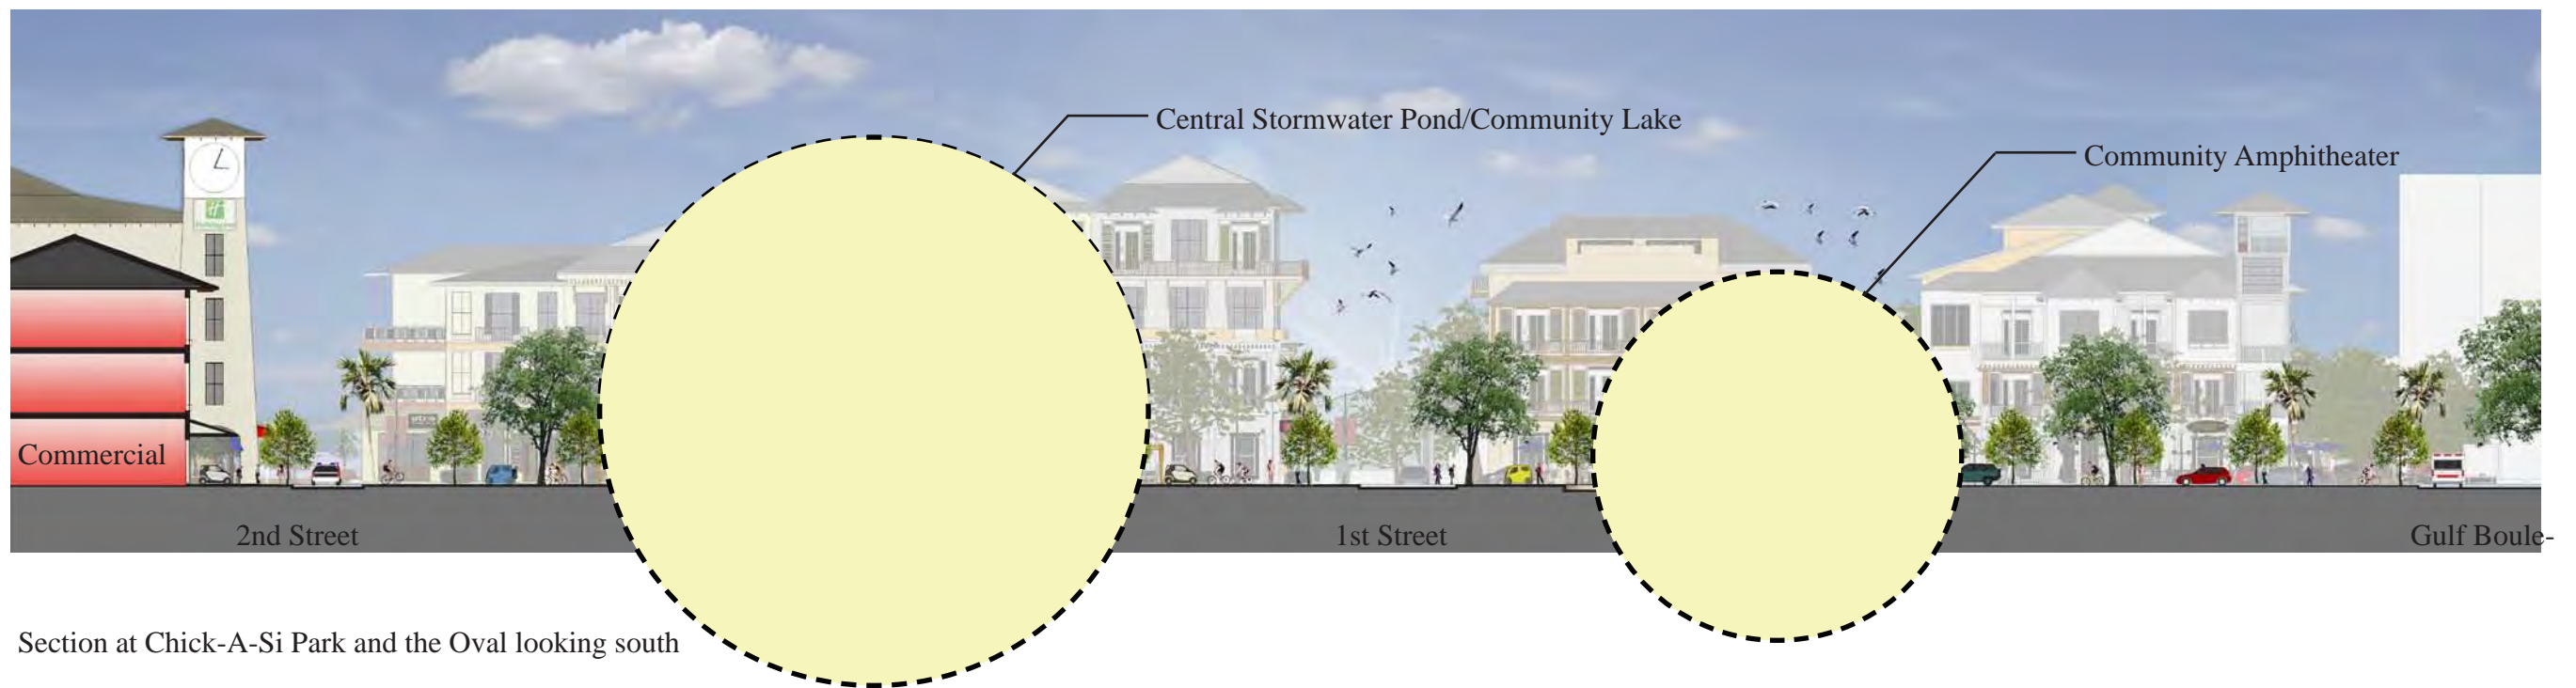 Central Stormwater Pond/Community Lake
Community Amphitheater
Commercial
2nd Street
1st Street
Gulf Boule-
Section at Chick-A-Si Park and the Oval looking south